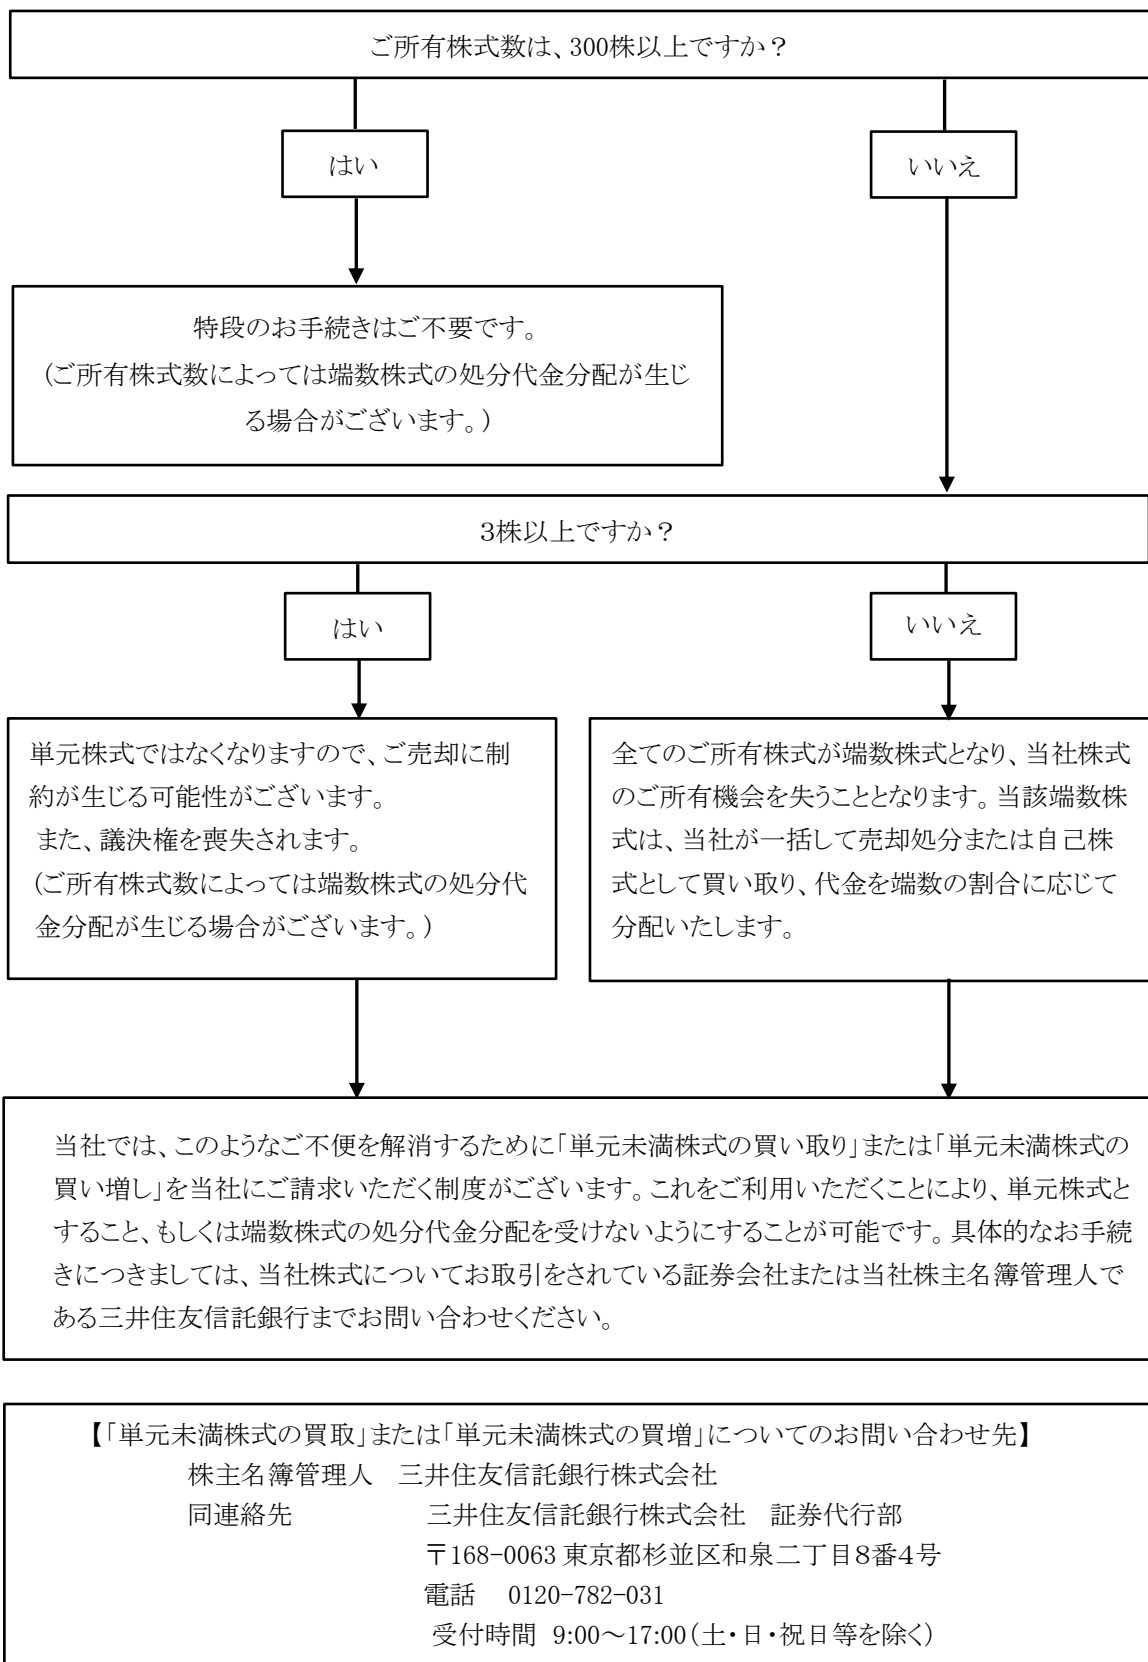 ご所有株式数は、300株以上ですか？
はい
いいえ
特段のお手続きはご不要です。
(ご所有株式数によっては端数株式の処分代金分配が生じ
る場合がございます。)
3株以上ですか？
はい
いいえ
単元株式ではなくなりますので、ご売却に制
約が生じる可能性がございます。
また、議決権を喪失されます。
(ご所有株式数によっては端数株式の処分代
金分配が生じる場合がございます。)
全てのご所有株式が端数株式となり、当社株式
のご所有機会を失うこととなります。当該端数株
式は、当社が一括して売却処分または自己株
式として買い取り、代金を端数の割合に応じて
分配いたします。
当社では、このようなご不便を解消するために「単元未満株式の買い取り」または「単元未満株式の
買い増し」を当社にご請求いただく制度がございます。これをご利用いただくことにより、単元株式と
すること、もしくは端数株式の処分代金分配を受けないようにすることが可能です。具体的なお手続
きにつきましては、当社株式についてお取引をされている証券会社または当社株主名簿管理人で
ある三井住友信託銀行までお問い合わせください。
【「単元未満株式の買取」または「単元未満株式の買増」についてのお問い合わせ先】
株主名簿管理人　三井住友信託銀行株式会社
同連絡先　三井住友信託銀行株式会社　証券代行部
〒168-0063 東京都杉並区和泉二丁目８番４号
電話　0120-782-031
受付時間 9:00～17:00（土・日・祝日等を除く）